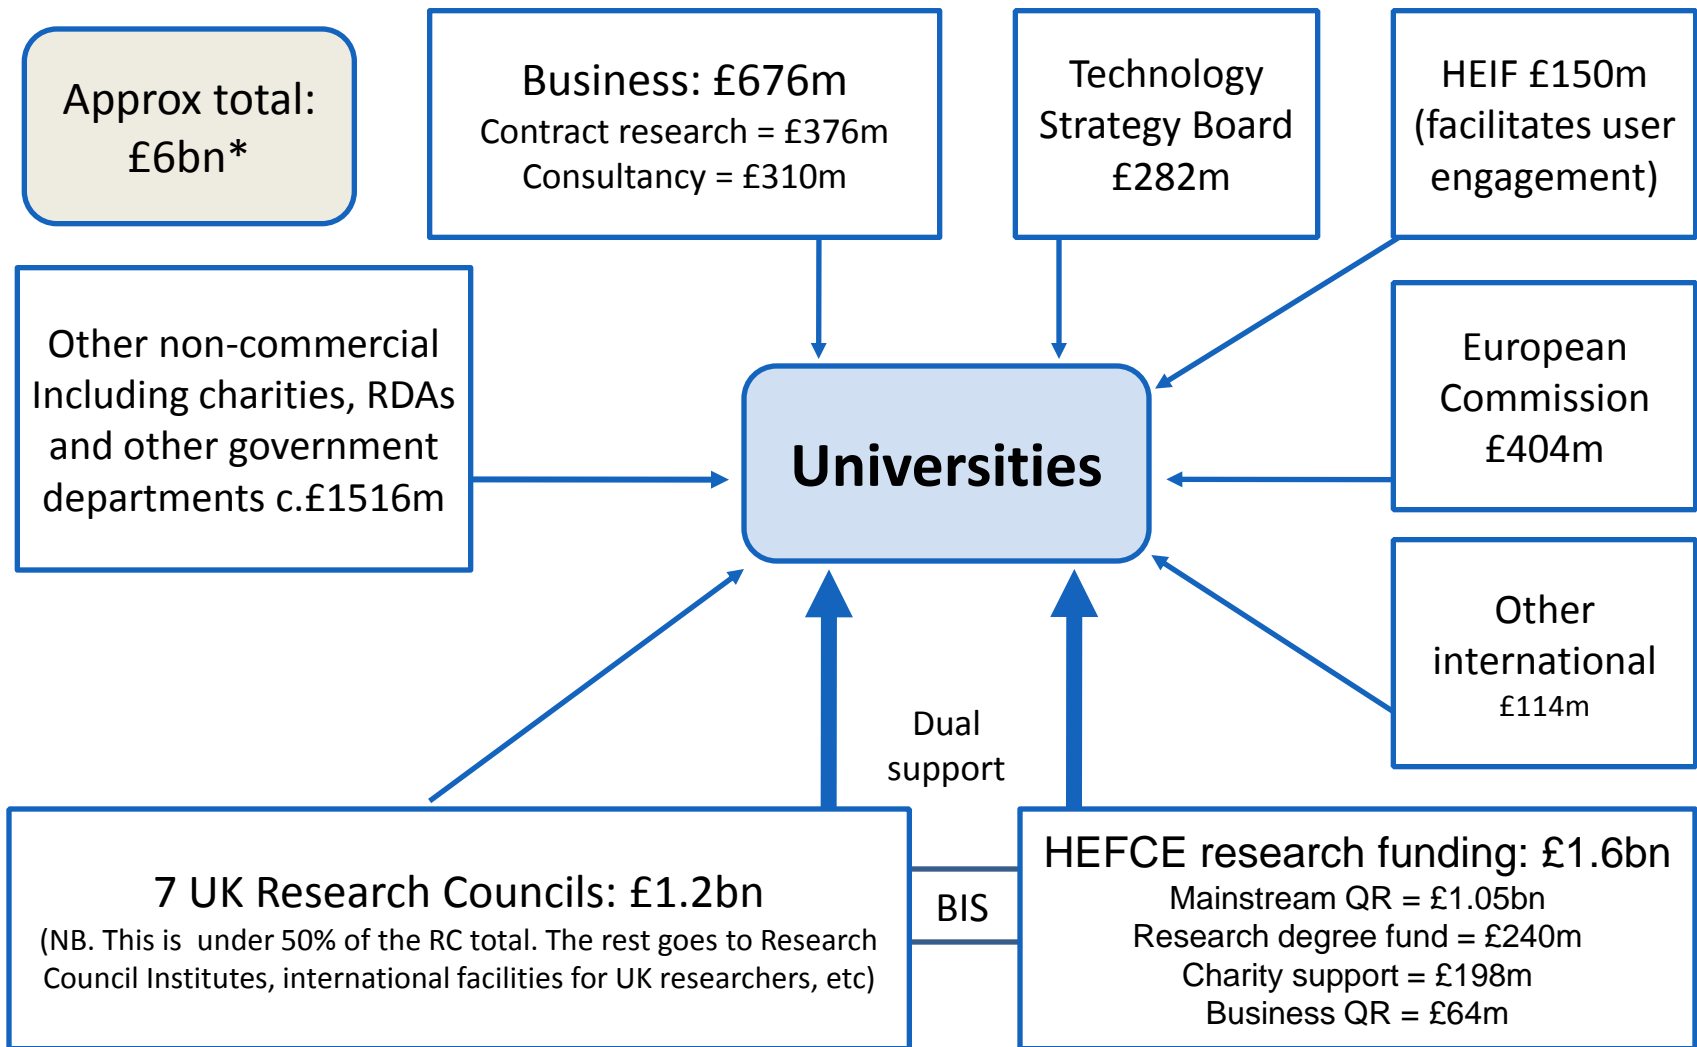 Approx total:
£6bn*
Business: £676m
Contract research = £376m
Consultancy = £310m
Technology
Strategy Board
£282m
HEIF £150m
(facilitates user
engagement)
Other non-commercial
Including charities, RDAs
and other government
departments c.£1516m
Universities
European
Commission
£404m
Other
international
£114m
Dual
support
7 UK Research Councils: £1.2bn
(NB. This is under 50% of the RC total. The rest goes to Research
Council Institutes, international facilities for UK researchers, etc)
BIS
HEFCE research funding: £1.6bn
Mainstream QR = £1.05bn
Research degree fund = £240m
Charity support = £198m
Business QR = £64m